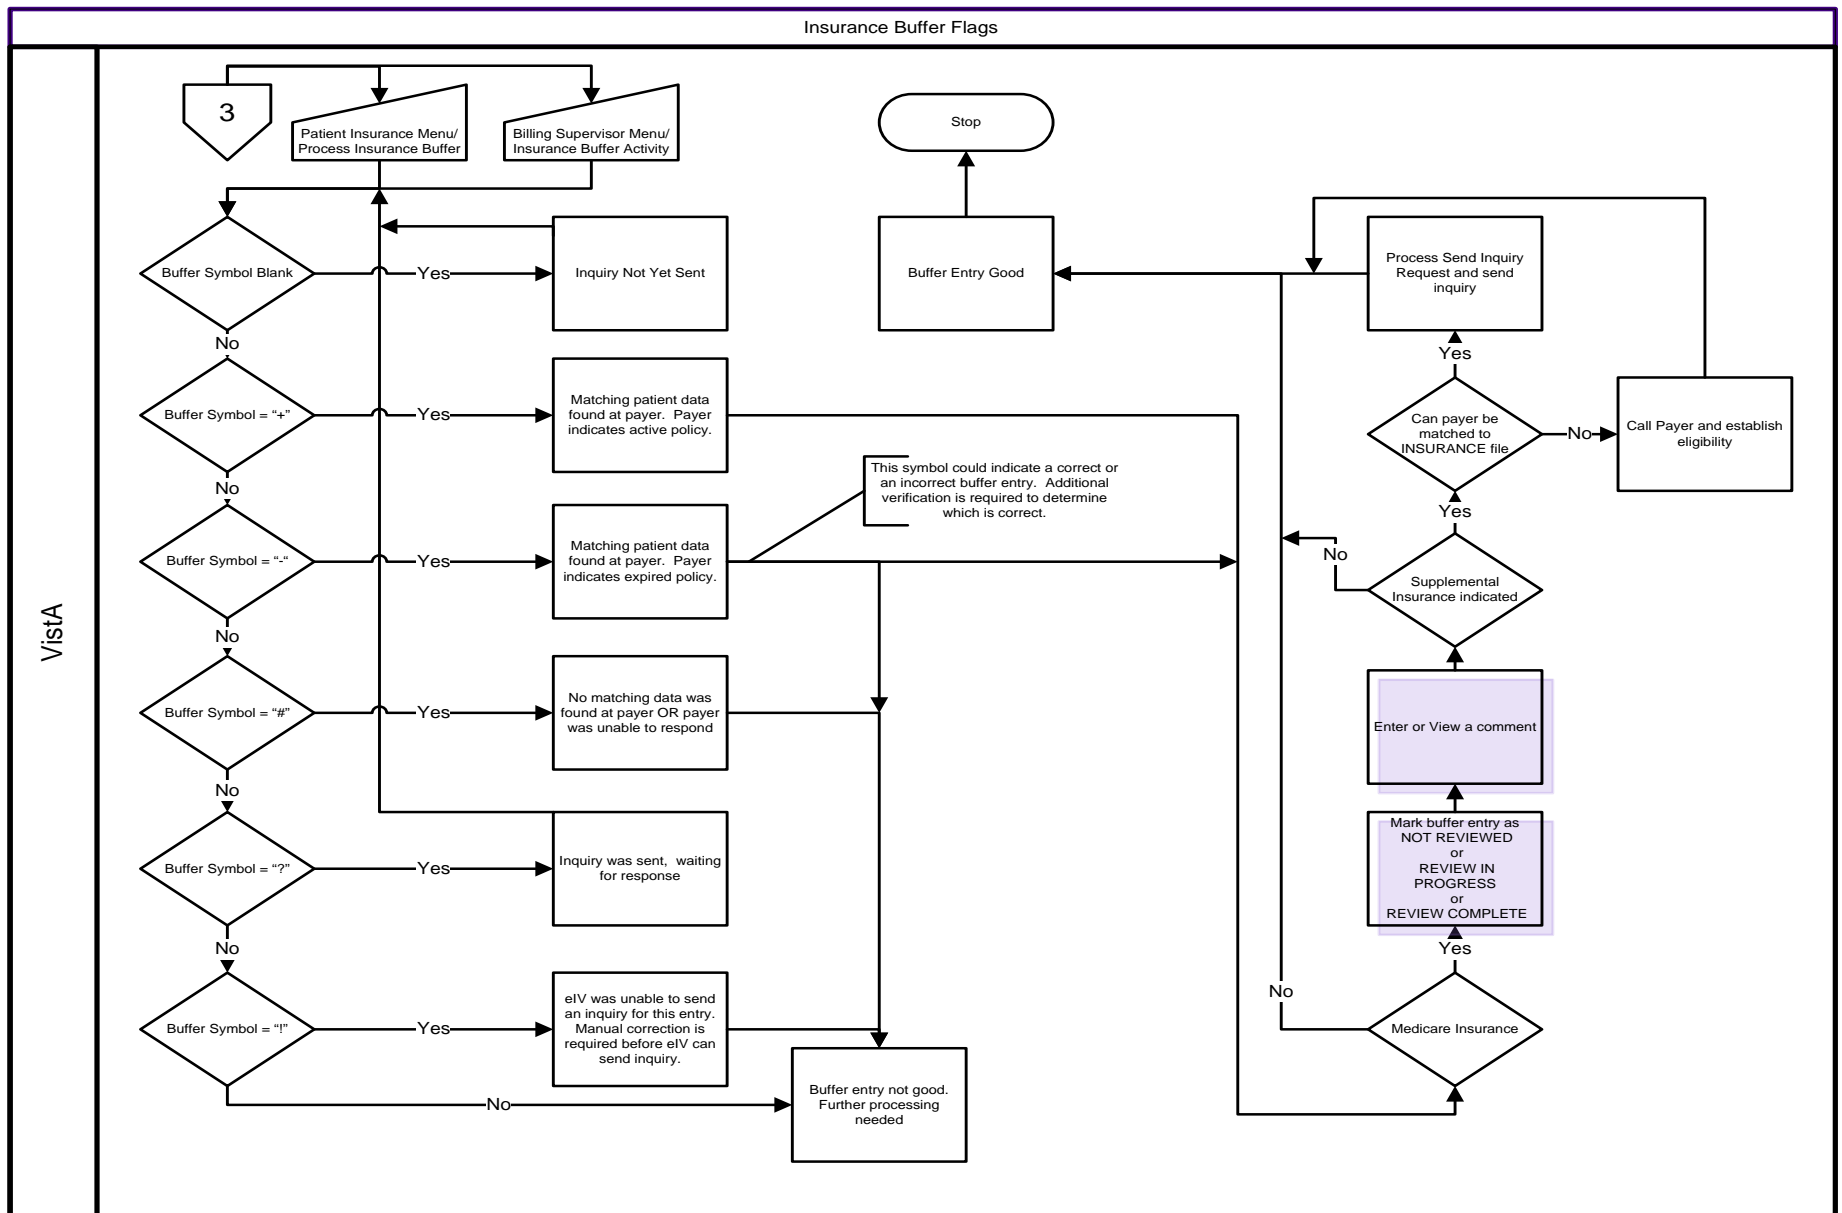 Insurance Buffer Flags
VistA
3
Patient Insurance Menu/
Process Insurance Buffer
Billing Supervisor Menu/
Insurance Buffer Activity
Stop
Buffer Symbol Blank
Yes
Inquiry Not Yet Sent
Buffer Entry Good
Process Send Inquiry
Request and send
inquiry
No
Yes
Buffer Symbol = “+”
Yes
Matching patient data
found at payer.  Payer
indicates active policy.
Can payer be
matched to
INSURANCE file
No
Call Payer and establish
eligibility
This symbol could indicate a correct or
an incorrect buffer entry.  Additional
verification is required to determine
which is correct.
No
Yes
Buffer Symbol = “-“
Yes
Matching patient data
found at payer.  Payer
indicates expired policy.
No
Supplemental
Insurance indicated
No
Buffer Symbol = “#”
Yes
No matching data was
found at payer OR payer
was unable to respond
Enter or View a comment
No
Buffer Symbol = “?”
Yes
Inquiry was sent,  waiting
for response
Mark buffer entry as
NOT REVIEWED
or
REVIEW IN
PROGRESS
or
REVIEW COMPLETE
No
Yes
No
Buffer Symbol = “!”
Yes
eIV was unable to send
an inquiry for this entry.
Manual correction is
required before eIV can
send inquiry.
Medicare Insurance
No
Buffer entry not good.
Further processing
needed